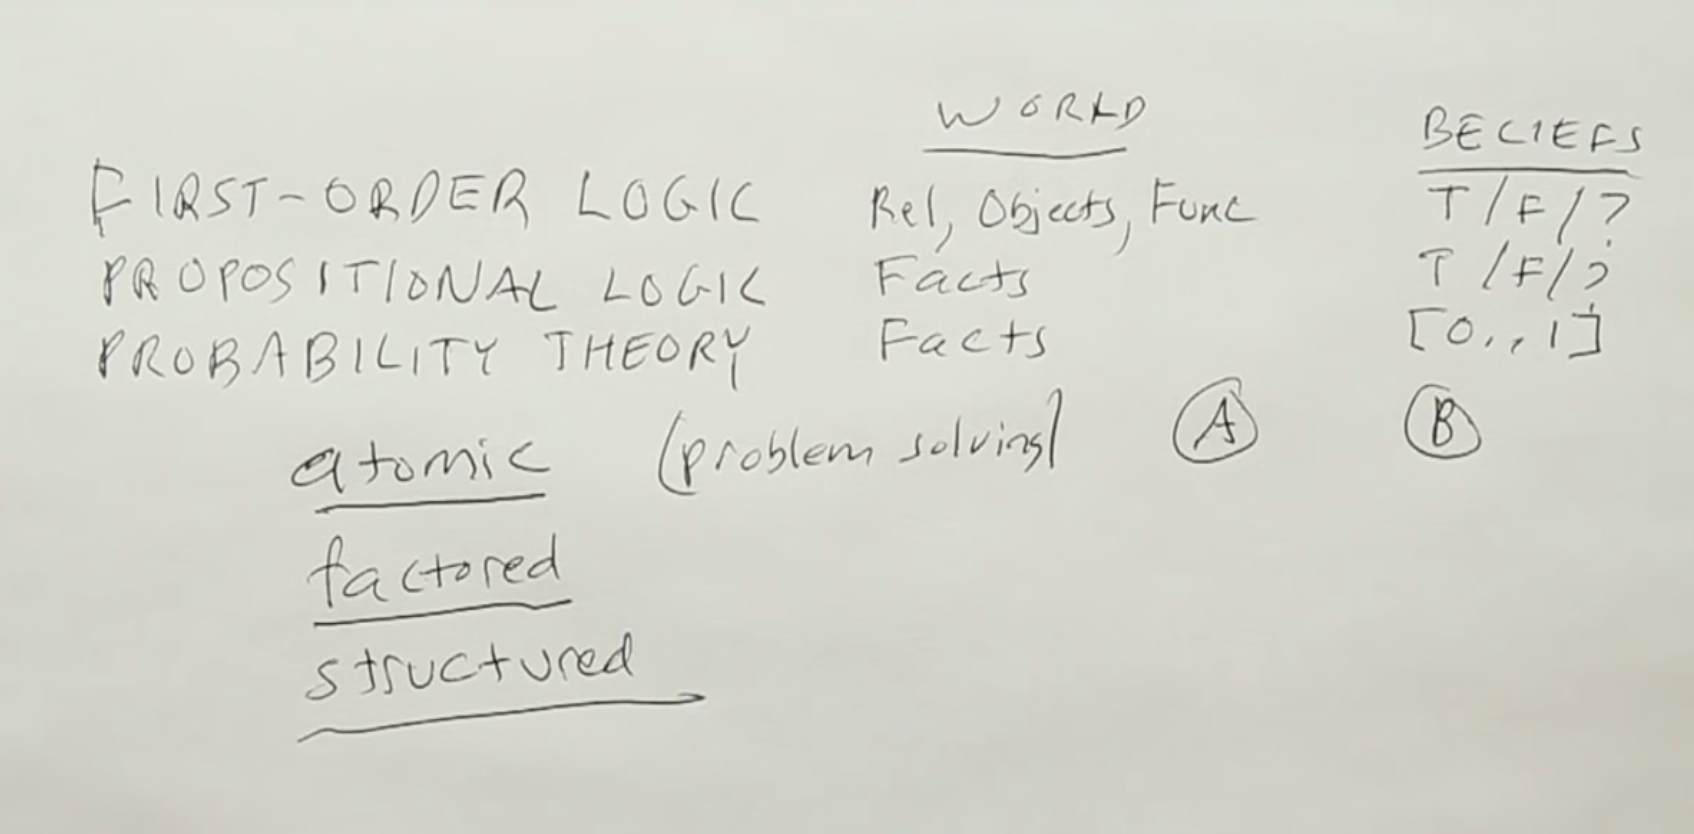 WORLD BELIEFS
FIRST-ORDER LOGIC Rel, Objects, Func T/F/?
PROPOSITIONAL LOGIC Facts T/F/?
PROBABILITY THEORY Facts [0..1]
atomic (problem solving) A B
factored
structured